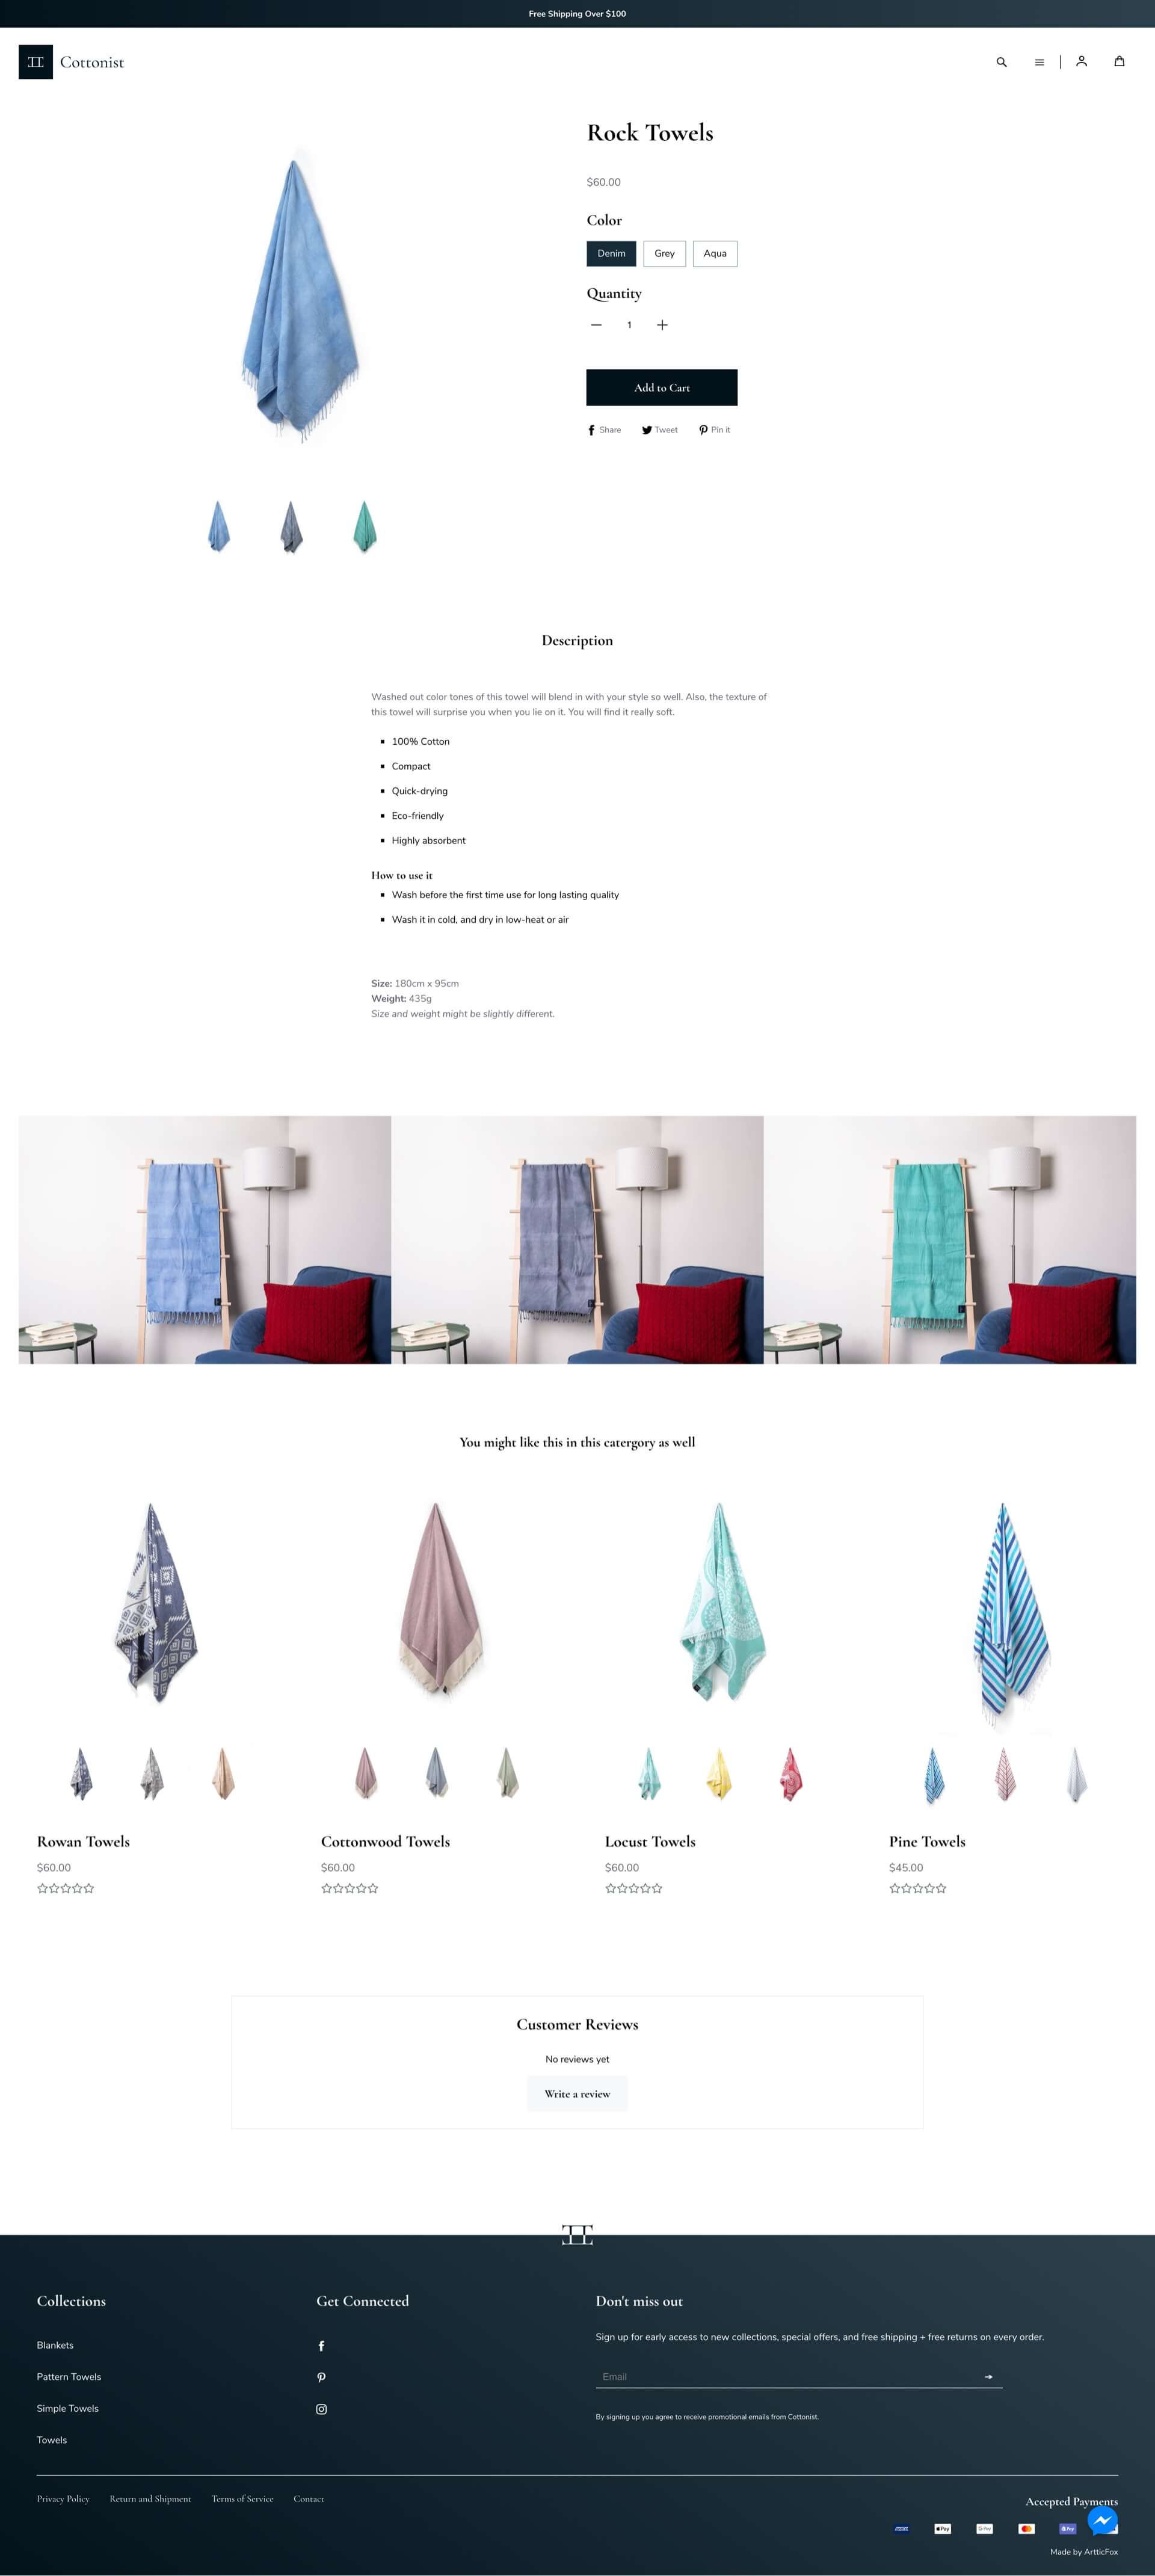 Free Shipping Over $100
Cottonist
Rock Towels
$60.00
Color
Denim Grey Aqua
Quantity
1
Add to Cart
Share Tweet Pin it
Description
Washed out color tones of this towel will blend in with your style so well. Also, the texture of
this towel will surprise you when you lie on it. You will find it really soft.
100% Cotton
Compact
Quick-drying
Eco-friendly
Highly absorbent
How to use it
Wash before the first time use for long lasting quality
Wash it in cold, and dry in low-heat or air
Size: 180cm x 95cm
Weight: 435g
Size and weight might be slightly different.
You might like this in this catergory as well
Rowan Towels
$60.00
Cottonwood Towels
$60.00
Locust Towels
$60.00
Pine Towels
$45.00
Customer Reviews
No reviews yet
Write a review
Collections
Blankets
Pattern Towels
Simple Towels
Towels
Get Connected
Don't miss out
Sign up for early access to new collections, special offers, and free shipping + free returns on every order.
Email
By signing up you agree to receive promotional emails from Cottonist.
Privacy Policy Return and Shipment Terms of Service Contact
Accepted Payments
Pay G Pay Pay
Made by ArtticFox